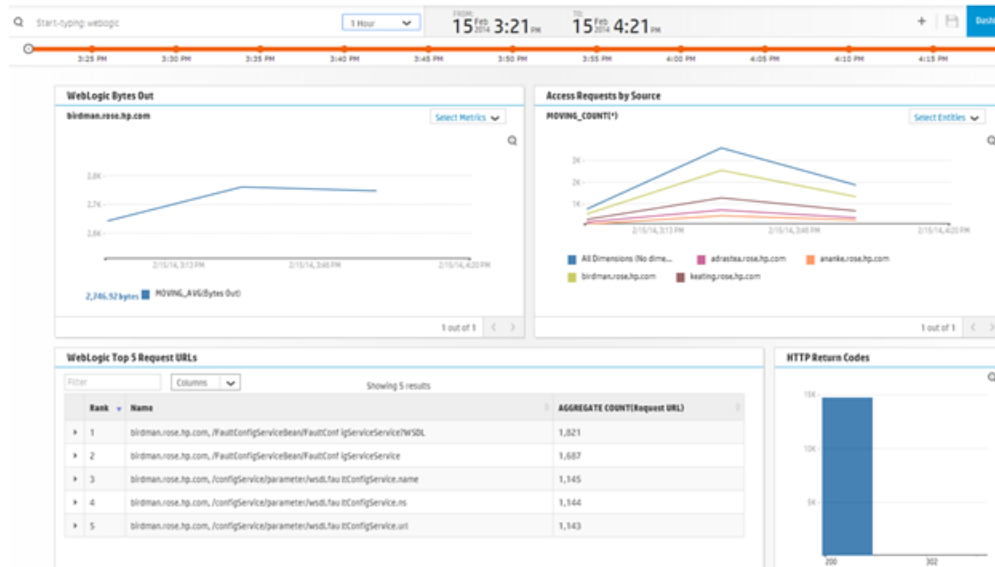 Start-typing: weblogic
1 Hour
FROM: 15 Feb 2014 3:21 PM
TO: 15 Feb 2014 4:21 PM
+
Dashb
3:25 PM 3:30 PM 3:35 PM 3:40 PM 3:45 PM 3:50 PM 3:55 PM 4:00 PM 4:05 PM 4:10 PM 4:15 PM
WebLogic Bytes Out
birdman.rose.hp.com
Select Metrics
2.8K
2.7K
2.6K
2/15/14, 3:13 PM 2/15/14, 3:46 PM 2/15/14, 4:20 PM
2,746.92 bytes MOVING_AVG(Bytes Out)
1 out of 1
Access Requests by Source
MOVING_COUNT(*)
Select Entities
3K
2K
1K
2/15/14, 3:13 PM 2/15/14, 3:46 PM 2/15/14, 4:20 PM
All Dimensions (No dime... adrastea.rose.hp.com ananke.rose.hp.com
birdman.rose.hp.com keating.rose.hp.com
1 out of 1
WebLogic Top 5 Request URLs
Filter Columns Showing 5 results
Rank Name AGGREGATE COUNT(Request URL)
1 birdman.rose.hp.com, /FaultConfigServiceBean/FaultConf igServiceService?WSDL 1,821
2 birdman.rose.hp.com, /FaultConfigServiceBean/FaultConf igServiceService 1,687
3 birdman.rose.hp.com, /configService/parameter/wsdl.fau ltConfigService.name 1,145
4 birdman.rose.hp.com, /configService/parameter/wsdl.fau ltConfigService.ns 1,144
5 birdman.rose.hp.com, /configService/parameter/wsdl.fau ltConfigService.url 1,143
HTTP Return Codes
15K
10K
5K
200 302